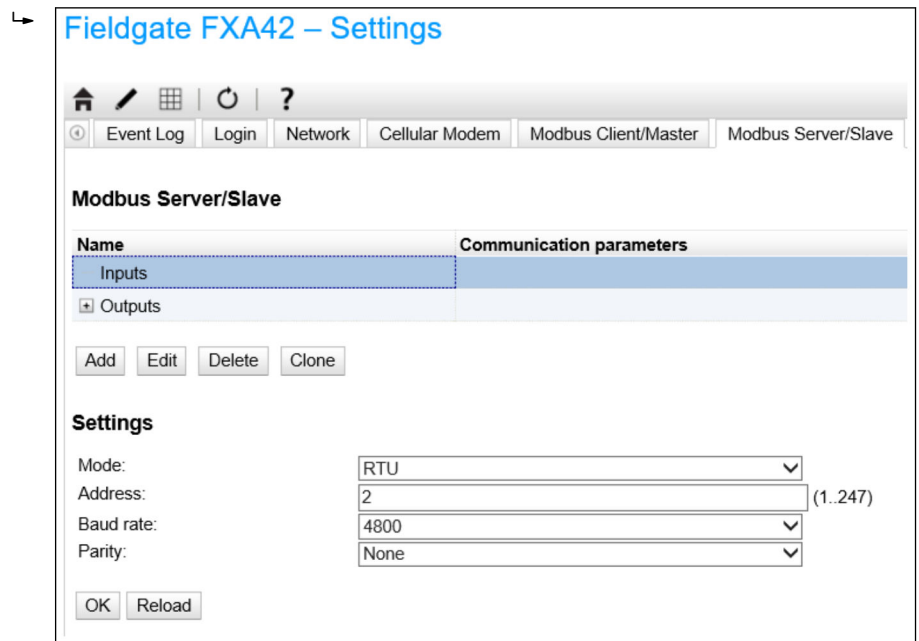 Fieldgate FXA42 – Settings
?
Event Log Login Network Cellular Modem Modbus Client/Master Modbus Server/Slave
Modbus Server/Slave
Name Communication parameters
Inputs
Outputs
Add Edit Delete Clone
Settings
Mode: RTU
Address: 2 (1..247)
Baud rate: 4800
Parity: None
OK Reload